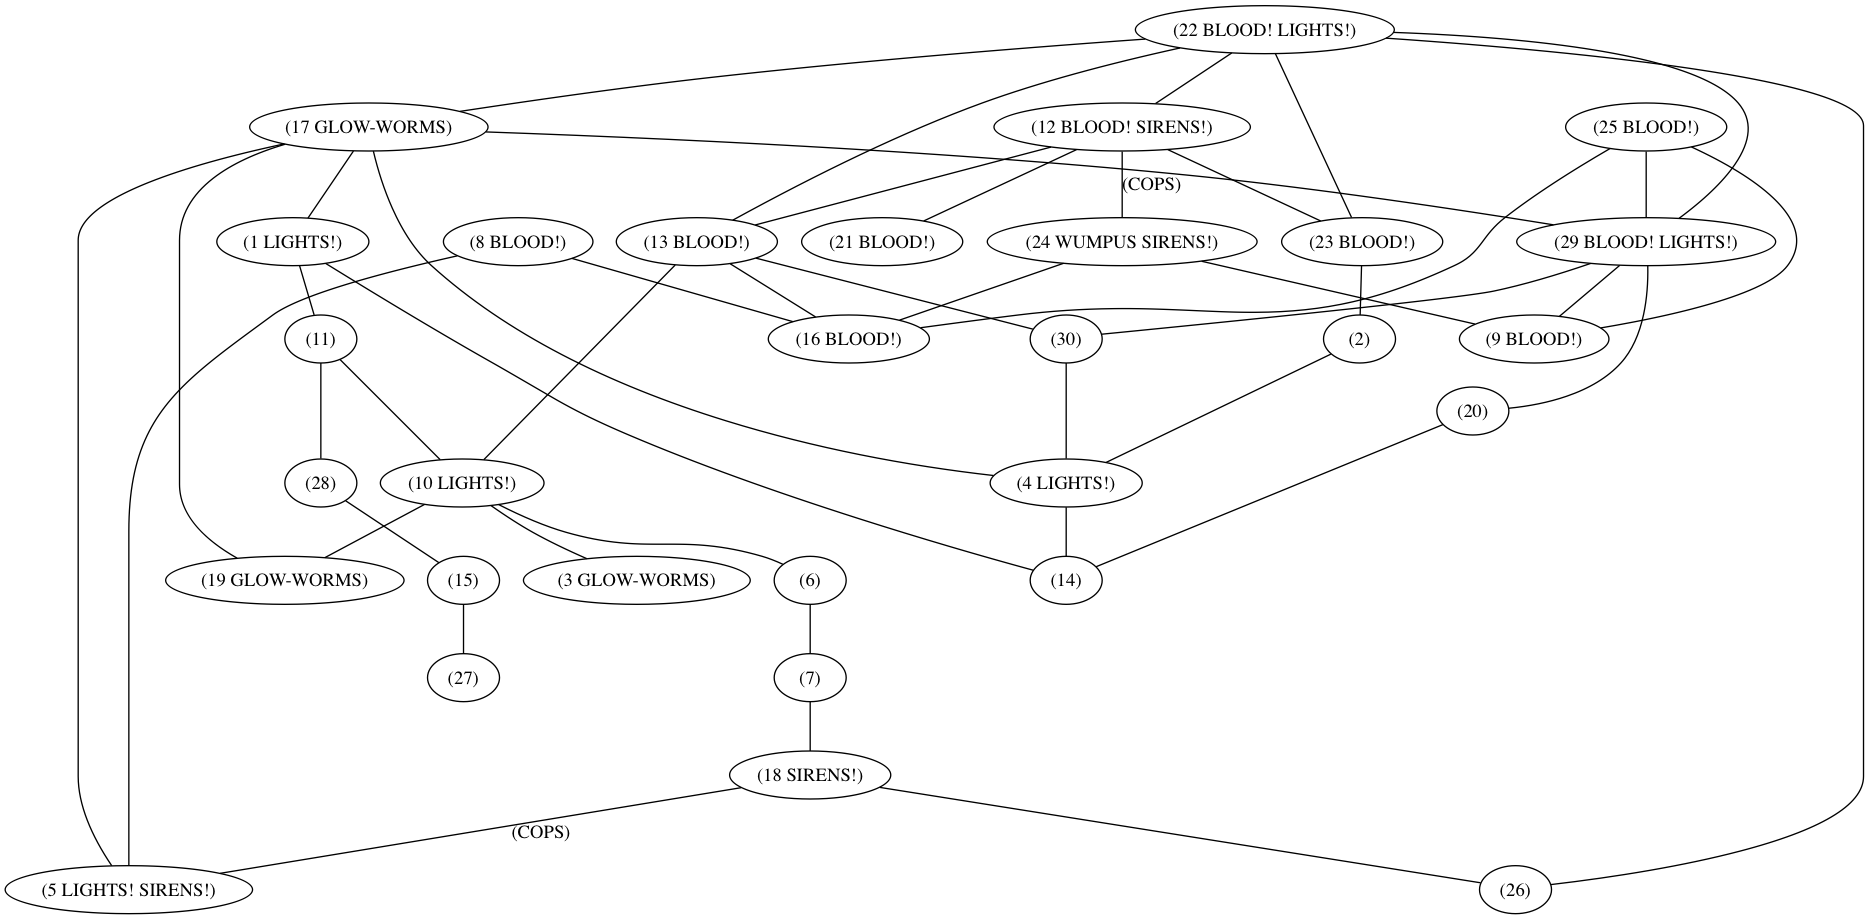 (22 BLOOD! LIGHTS!)
(17 GLOW-WORMS)
(12 BLOOD! SIRENS!)
(25 BLOOD!)
(COPS)
(1 LIGHTS!)
(8 BLOOD!)
(13 BLOOD!)
(21 BLOOD!)
(24 WUMPUS SIRENS!)
(23 BLOOD!)
(29 BLOOD! LIGHTS!)
(11)
(16 BLOOD!)
(30)
(2)
(9 BLOOD!)
(20)
(28)
(10 LIGHTS!)
(4 LIGHTS!)
(19 GLOW-WORMS)
(15)
(3 GLOW-WORMS)
(6)
(14)
(27)
(7)
(18 SIRENS!)
(COPS)
(5 LIGHTS! SIRENS!)
(26)